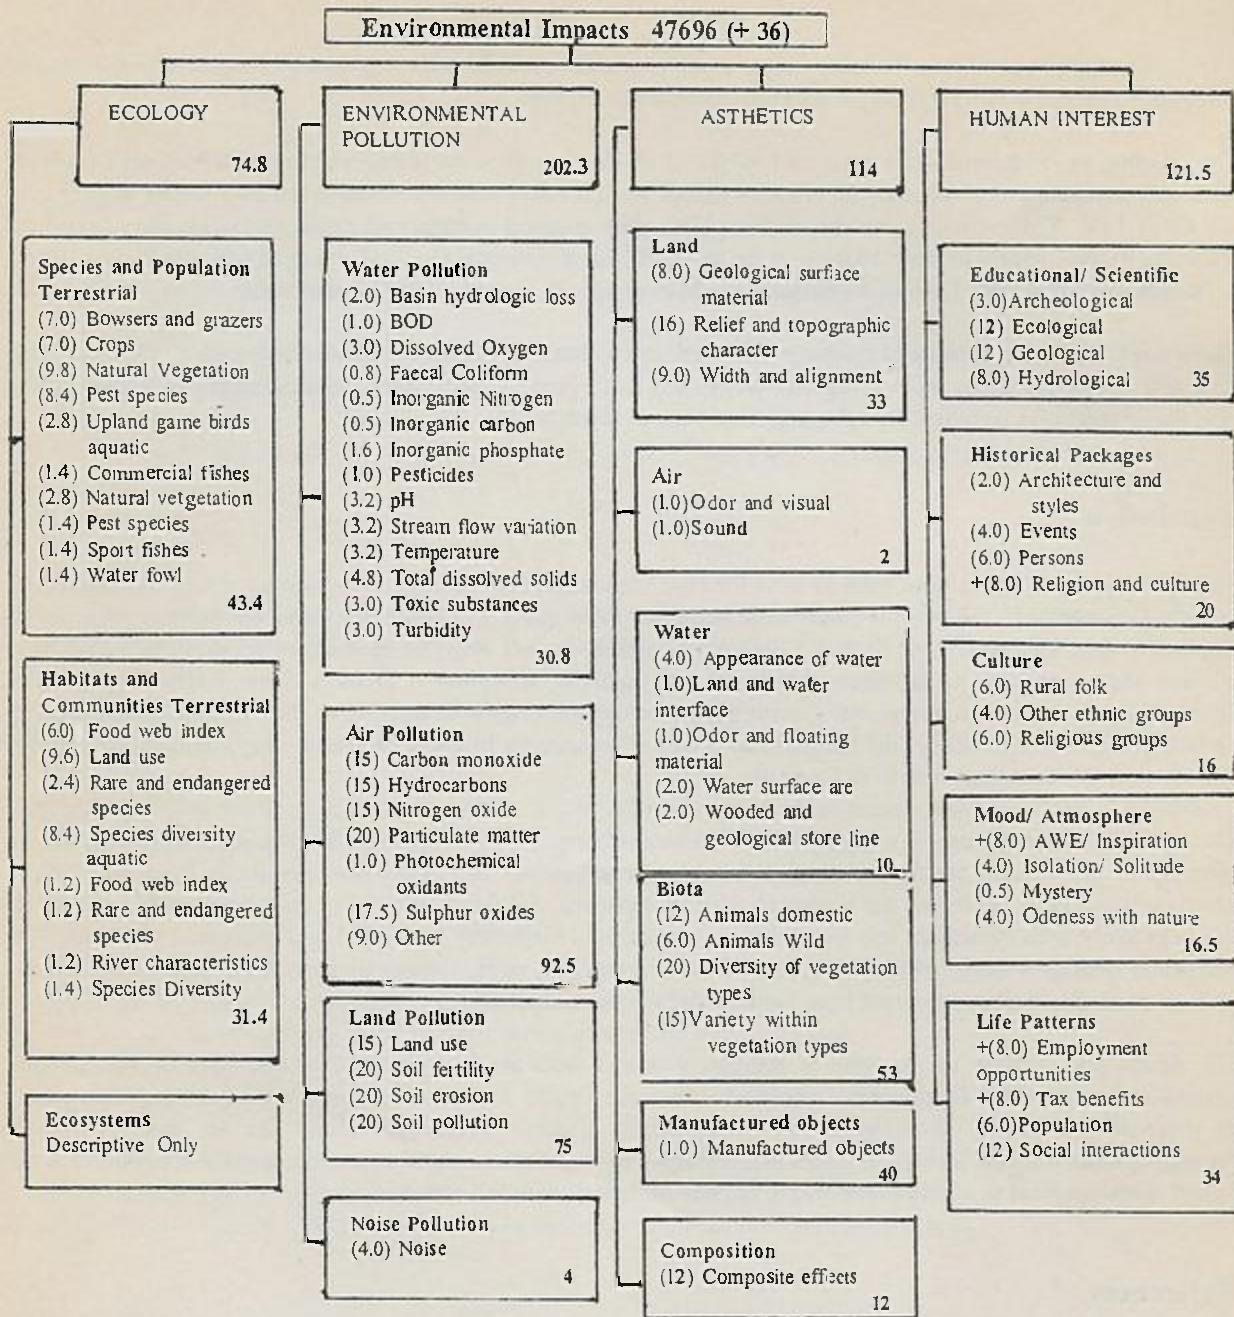 Environmental Impacts 47696 (+ 36)
ECOLOGY
74.8
Species and Population
Terrestrial
(7.0) Bowsers and grazers
(7.0) Crops
(9.8) Natural Vegetation
(8.4) Pest species
(2.8) Upland game birds
aquatic
(1.4) Commercial fishes
(2.8) Natural vetgetation
(1.4) Pest species
(1.4) Sport fishes
(1.4) Water fowl
43.4
Habitats and
Communities Terrestrial
(6.0) Food web index
(9.6) Land use
(2.4) Rare and endangered
species
(8.4) Species diversity
aquatic
(1.2) Food web index
(1.2) Rare and endangered
species
(1.2) River characteristics
(1.4) Species Diversity
31.4
Ecosystems
Descriptive Only
ENVIRONMENTAL
POLLUTION
202.3
Water Pollution
(2.0) Basin hydrologic loss
(1.0) BOD
(3.0) Dissolved Oxygen
(0.8) Faecal Coliform
(0.5) Inorganic Nitrogen
(0.5) Inorganic carbon
(1.6) Inorganic phosphate
(1.0) Pesticides
(3.2) pH
(3.2) Stream flow variation
(3.2) Temperature
(4.8) Total dissolved solids
(3.0) Toxic substances
(3.0) Turbidity
30.8
Air Pollution
(15) Carbon monoxide
(15) Hydrocarbons
(15) Nitrogen oxide
(20) Particulate matter
(1.0) Photochemical
oxidants
(17.5) Sulphur oxides
(9.0) Other
92.5
Land Pollution
(15) Land use
(20) Soil fertility
(20) Soil erosion
(20) Soil pollution
75
Noise Pollution
(4.0) Noise
4
ASTHETICS
114
Land
(8.0) Geological surface
material
(16) Relief and topographic
character
(9.0) Width and alignment
33
Air
(1.0)Odor and visual
(1.0)Sound
2
Water
(4.0) Appearance of water
(1.0)Land and water
interface
(1.0)Odor and floating
material
(2.0) Water surface are
(2.0) Wooded and
geological store line
10
Biota
(12) Animals domestic
(6.0) Animals Wild
(20) Diversity of vegetation
types
(15)Variety within
vegetation types
53
Manufactured objects
(1.0) Manufactured objects
40
Composition
(12) Composite effects
12
HUMAN INTEREST
121.5
Educational/ Scientific
(3.0)Archeological
(12) Ecological
(12) Geological
(8.0) Hydrological 35
Historical Packages
(2.0) Architecture and
styles
(4.0) Events
(6.0) Persons
+(8.0) Religion and culture
20
Culture
(6.0) Rural folk
(4.0) Other ethnic groups
(6.0) Religious groups
16
Mood/ Atmosphere
+(8.0) AWE/ Inspiration
(4.0) Isolation/ Solitude
(0.5) Mystery
(4.0) Odeness with nature
16.5
Life Patterns
+(8.0) Employment
opportunities
+(8.0) Tax benefits
(6.0)Population
(12) Social interactions
34